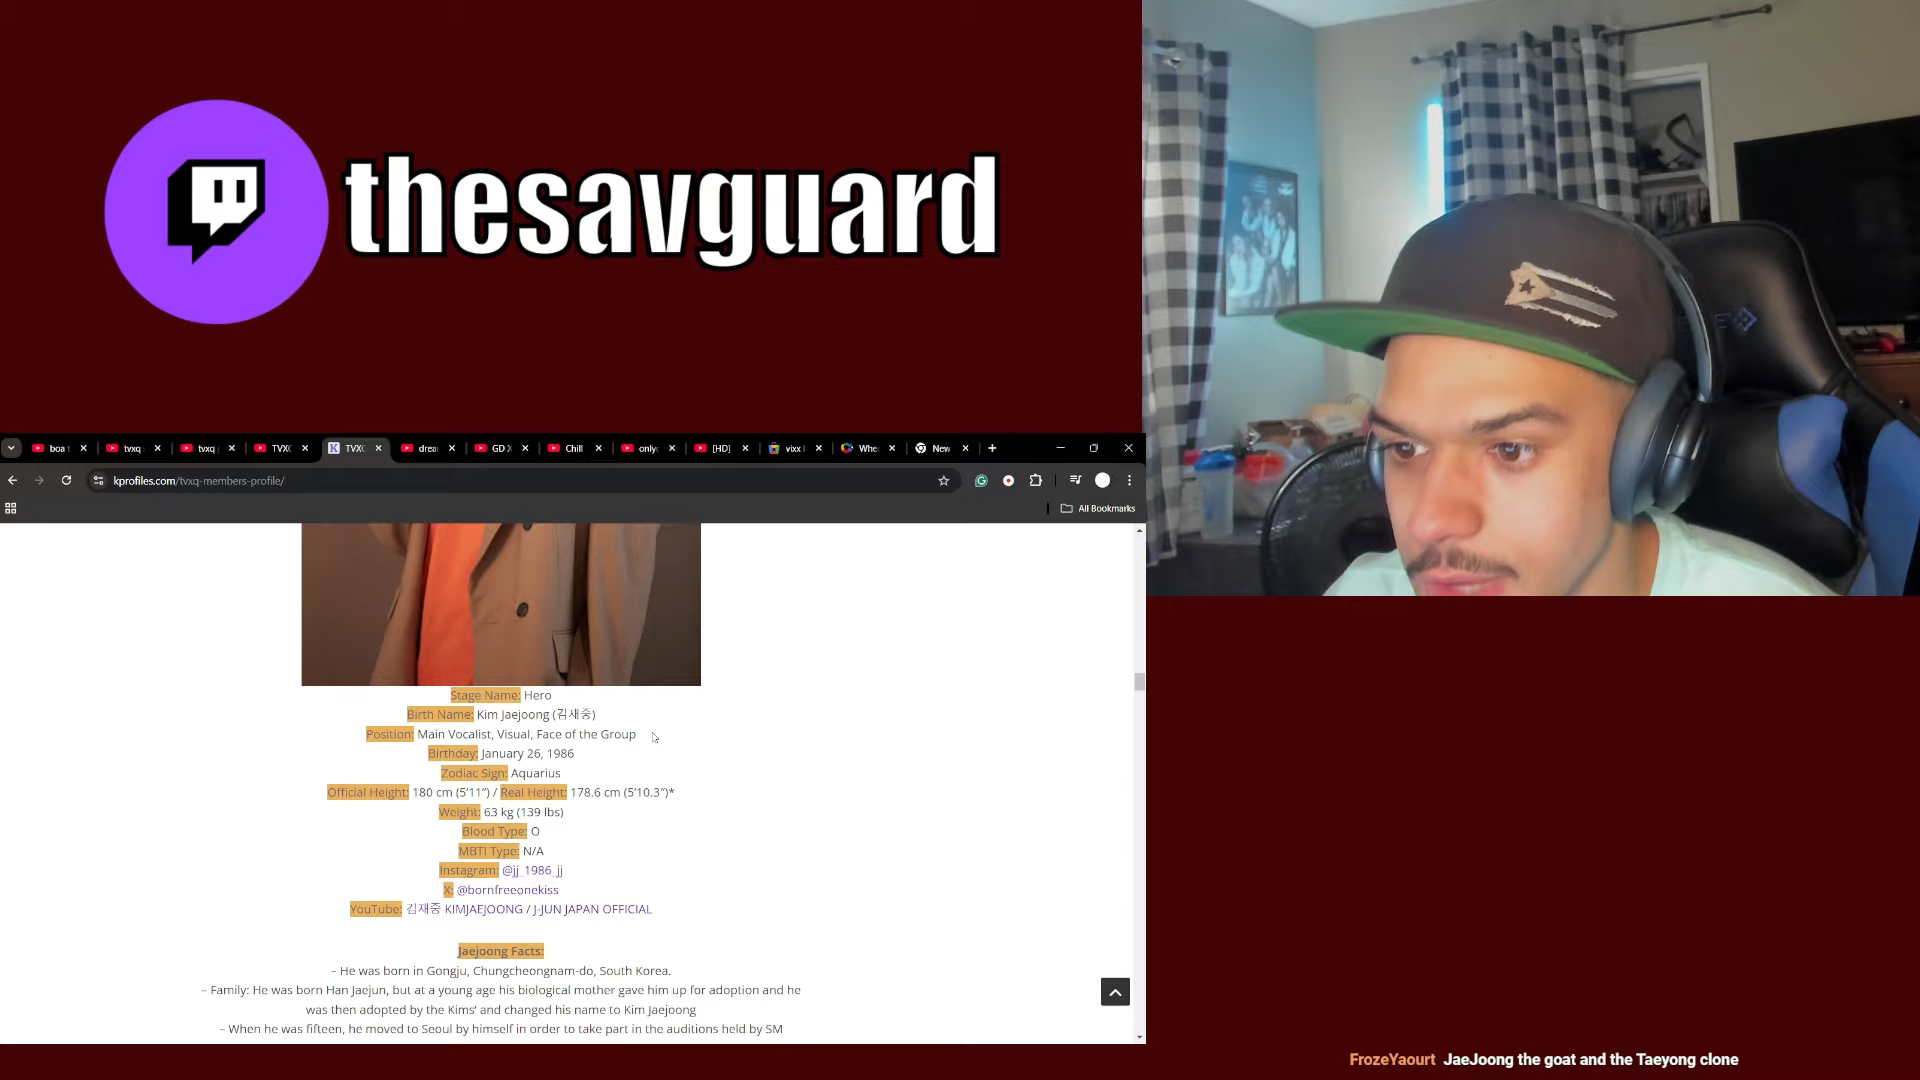 thesavguard
boa
tvxq
tvxq
TVXQ
TVXQ
drea
GD X
Chill
only
[HD]
vixx
Whe
New
kprofiles.com/tvxq-members-profile/
All Bookmarks
Stage Name: Hero
Birth Name: Kim Jaejoong (김재중)
Position: Main Vocalist, Visual, Face of the Group
Birthday: January 26, 1986
Zodiac Sign: Aquarius
Official Height: 180 cm (5'11") / Real Height: 178.6 cm (5'10.3")*
Weight: 63 kg (139 lbs)
Blood Type: O
MBTI Type: N/A
Instagram: @jj_1986_jj
X: @bornfreeonekiss
YouTube: 김재중 KIMJAEJOONG / J-JUN JAPAN OFFICIAL
Jaejoong Facts:
– He was born in Gongju, Chungcheongnam-do, South Korea.
– Family: He was born Han Jaejun, but at a young age his biological mother gave him up for adoption and he
was then adopted by the Kims' and changed his name to Kim Jaejoong
– When he was fifteen, he moved to Seoul by himself in order to take part in the auditions held by SM
FrozeYaourt JaeJoong the goat and the Taeyong clone